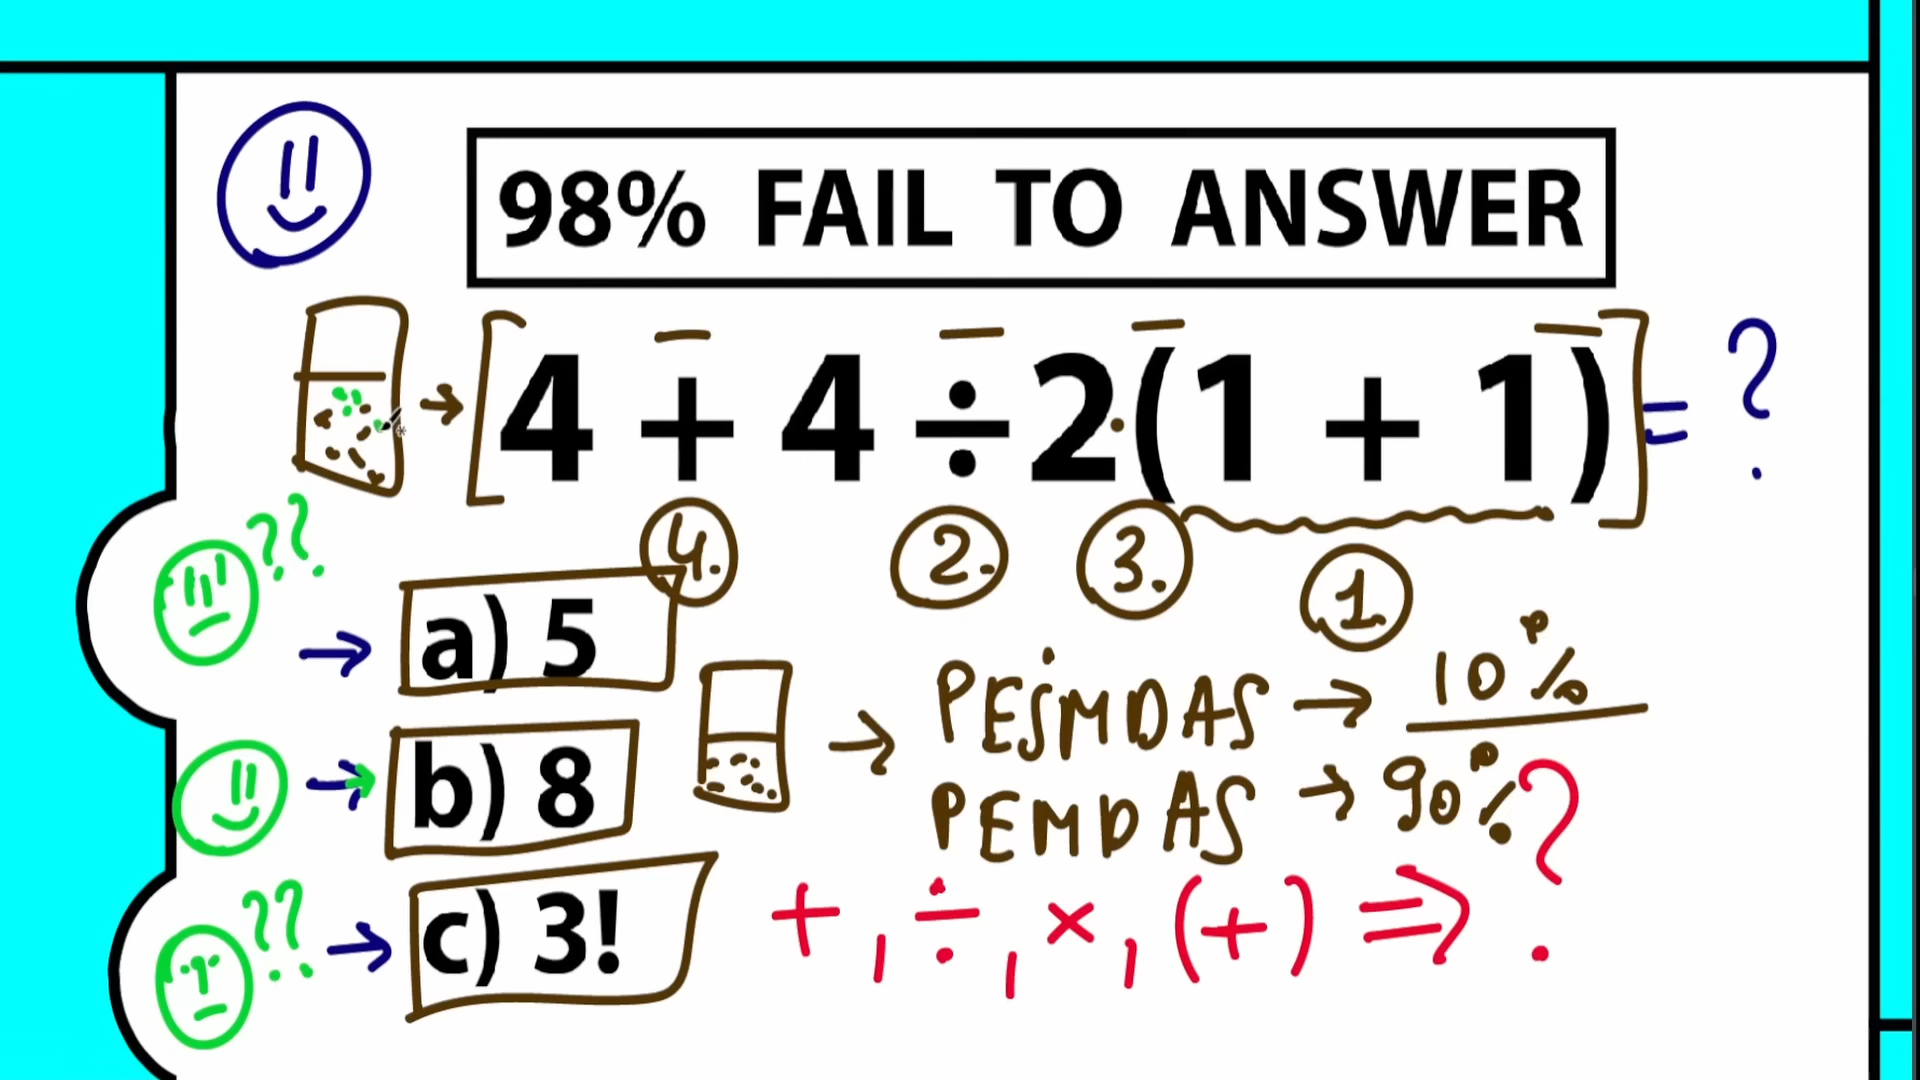 98% FAIL TO ANSWER
→ [4 + 4 ÷ 2·(1 + 1)] = ?
4. 2. 3. 1.
??
→ a) 5
→ PEṠMDAS → 10%
→ b) 8
PEMDAS → 90% ?
??
→ c) 3!
+, ÷, ×, (+) ⇒